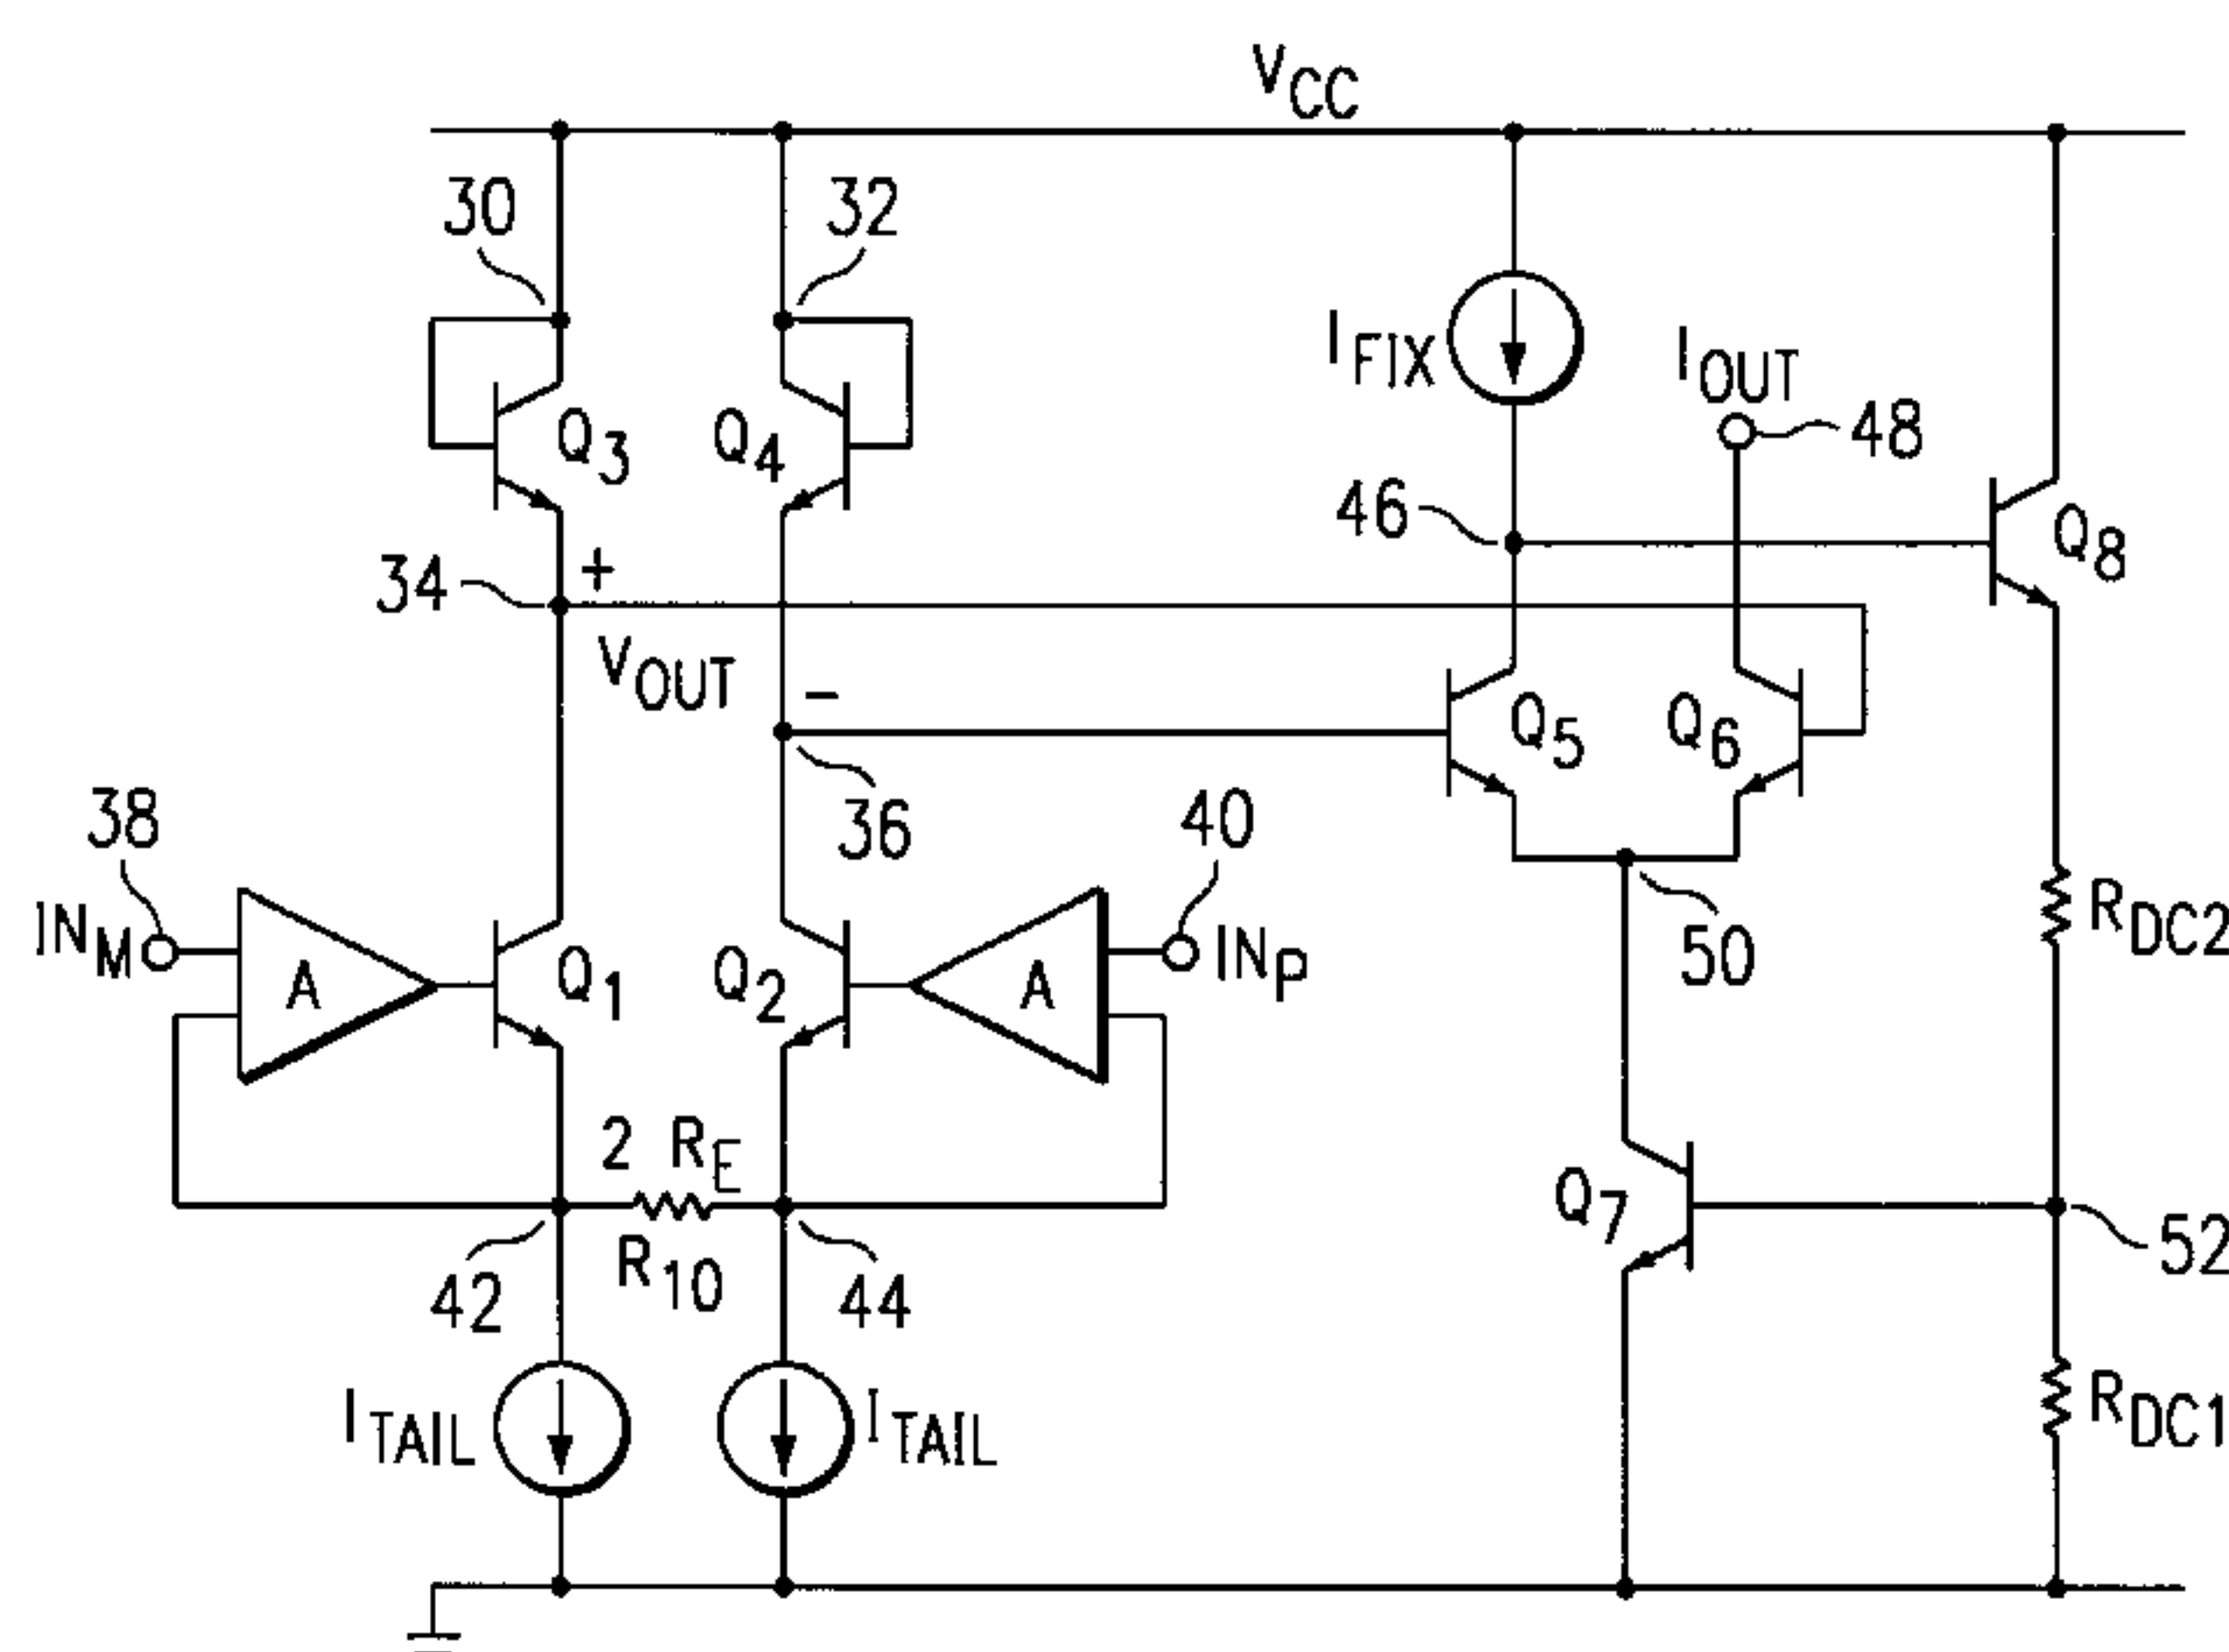 VCC
30
32
IFIX
IOUT
48
Q3
Q4
46
Q8
34
+
VOUT
-
Q5
Q6
36
38
40
INM
A
Q1
Q2
A
INP
50
RDC2
2 RE
Q7
52
42
R10
44
ITAIL
ITAIL
RDC1